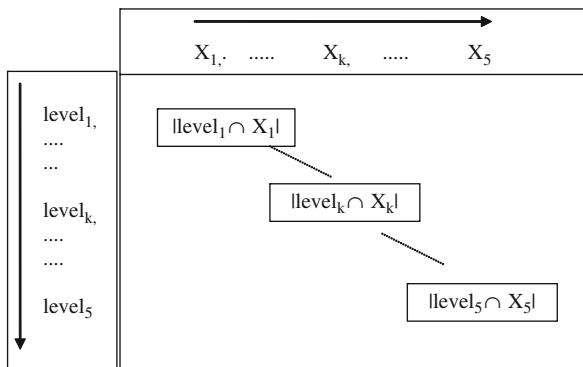 X₁,. ..... Xₖ, ..... X₅
level₁,
....
...
levelₖ,
....
....
level₅
|level₁ ∩ X₁|
|levelₖ ∩ Xₖ|
|level₅ ∩ X₅|